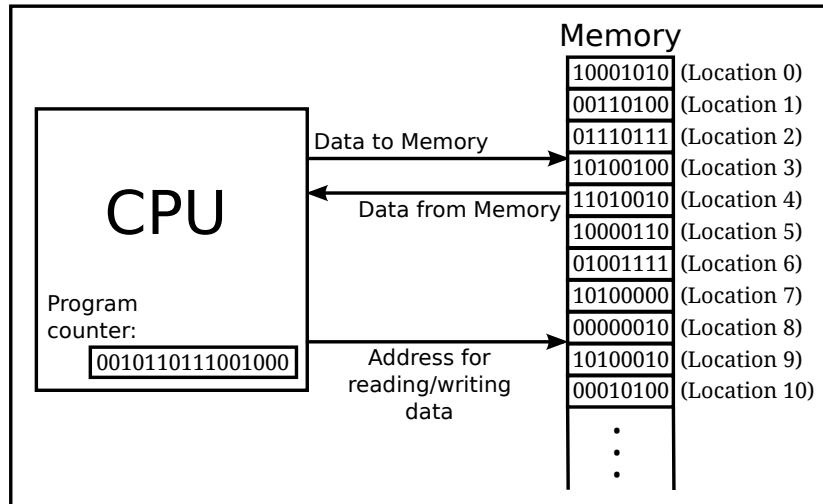 Memory
10001010 (Location 0)
00110100 (Location 1)
01110111 (Location 2)
10100100 (Location 3)
11010010 (Location 4)
10000110 (Location 5)
01001111 (Location 6)
10100000 (Location 7)
00000010 (Location 8)
10100010 (Location 9)
00010100 (Location 10)
Data to Memory
Data from Memory
CPU
Program
counter:
0010110111001000
Address for
reading/writing
data